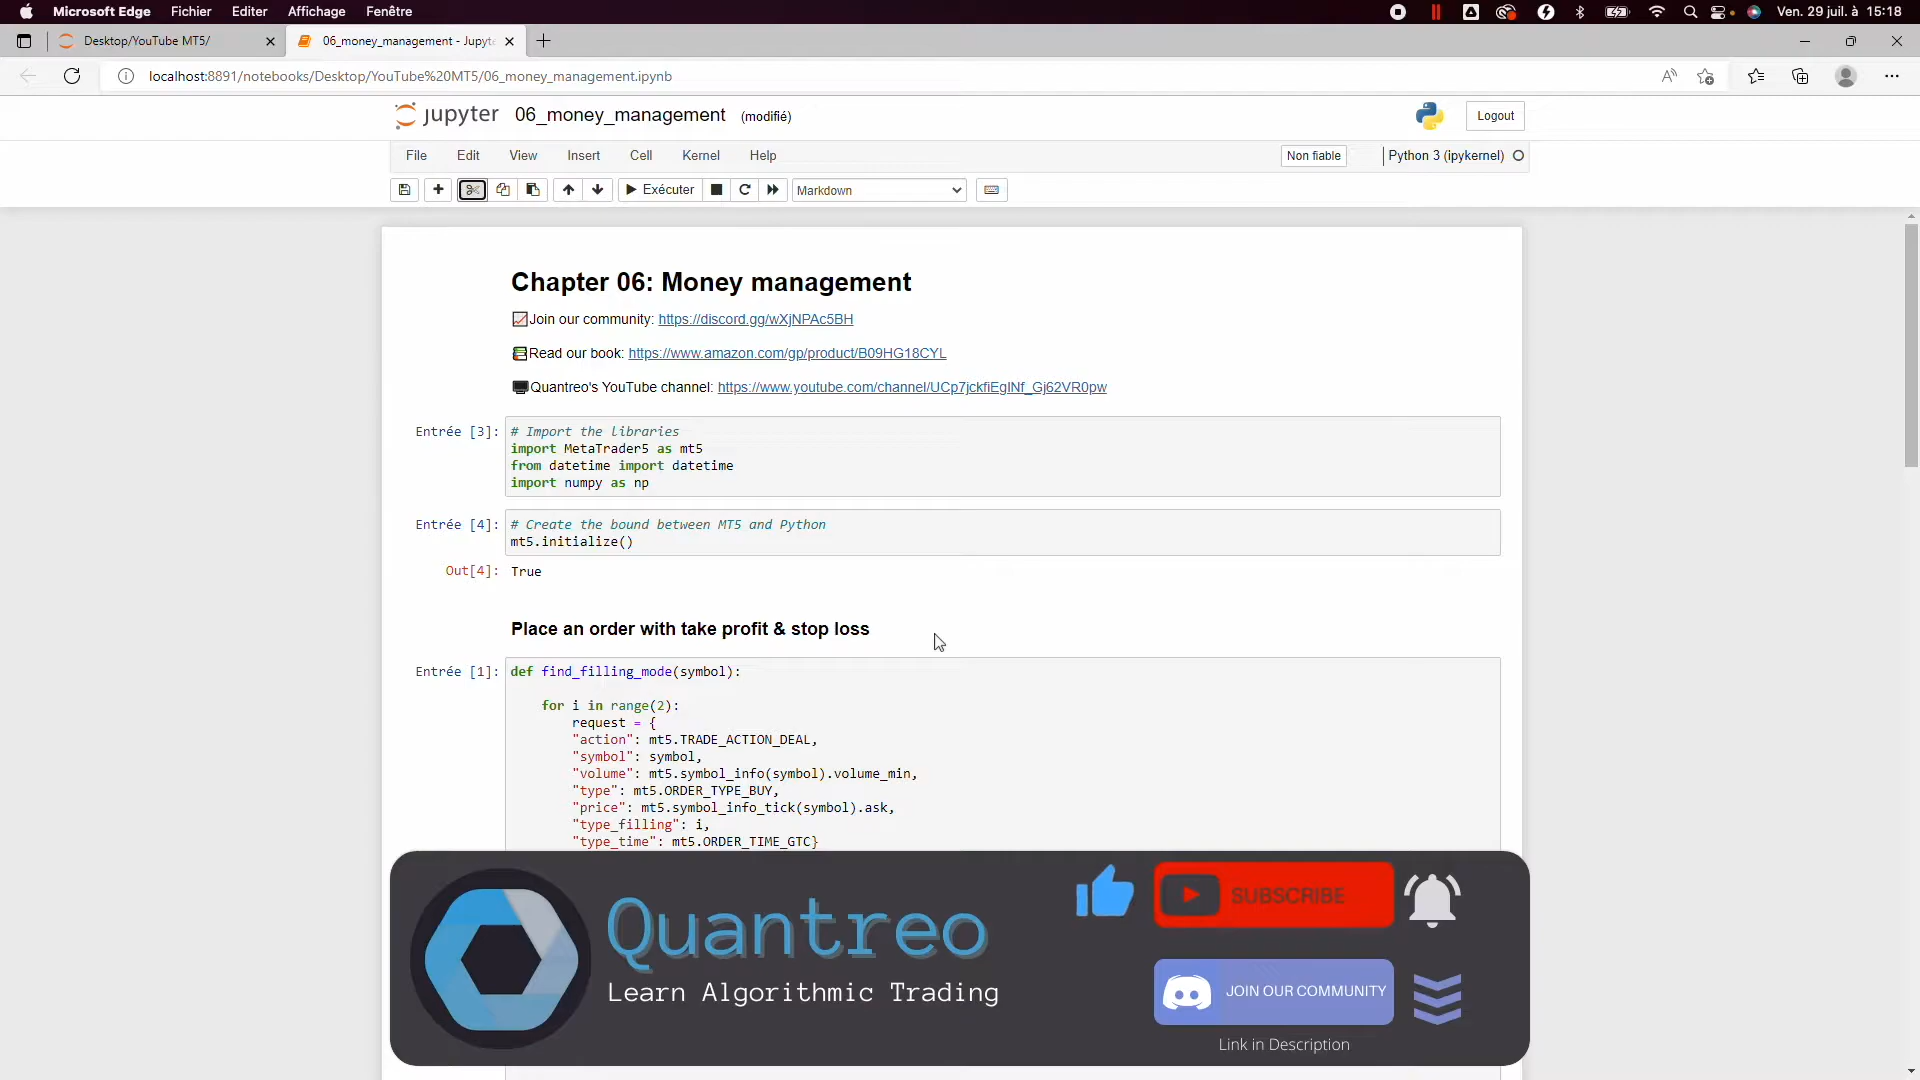 Microsoft Edge Fichier Editer Affichage Fenêtre Ven. 29 juil. à 15:18
Desktop/YouTube MT5/ 06_money_management - Jupyt
localhost:8891/notebooks/Desktop/YouTube%20MT5/06_money_management.ipynb
jupyter 06_money_management (modifié) Logout
File Edit View Insert Cell Kernel Help Non fiable Python 3 (ipykernel)
Exécuter Markdown
Chapter 06: Money management
Join our community: https://discord.gg/wXjNPAc5BH
Read our book: https://www.amazon.com/gp/product/B09HG18CYL
Quantreo's YouTube channel: https://www.youtube.com/channel/UCp7jckfiEglNf_Gj62VR0pw
Entrée [3]: # Import the libraries
import MetaTrader5 as mt5
from datetime import datetime
import numpy as np
Entrée [4]: # Create the bound between MT5 and Python
mt5.initialize()
Out[4]: True
Place an order with take profit & stop loss
Entrée [1]: def find_filling_mode(symbol):
for i in range(2):
request = {
"action": mt5.TRADE_ACTION_DEAL,
"symbol": symbol,
"volume": mt5.symbol_info(symbol).volume_min,
"type": mt5.ORDER_TYPE_BUY,
"price": mt5.symbol_info_tick(symbol).ask,
"type_filling": i,
"type_time": mt5.ORDER_TIME_GTC}
Quantreo
Learn Algorithmic Trading
SUBSCRIBE
JOIN OUR COMMUNITY
Link in Description